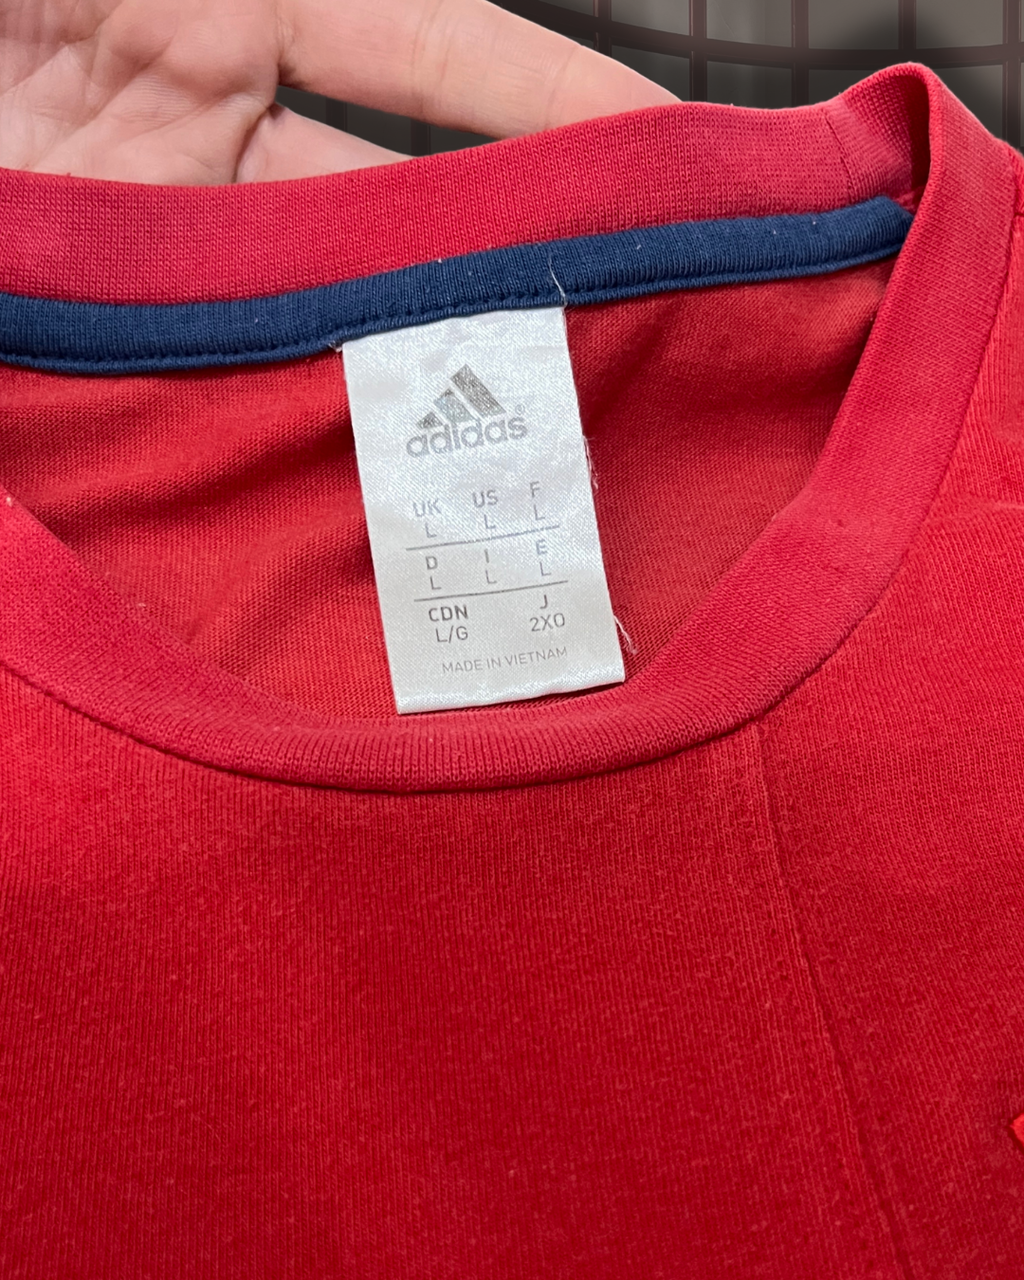 adidas®
UK US F
L L L
D I E
L L L
CDN J
L/G 2XO
MADE IN VIETNAM